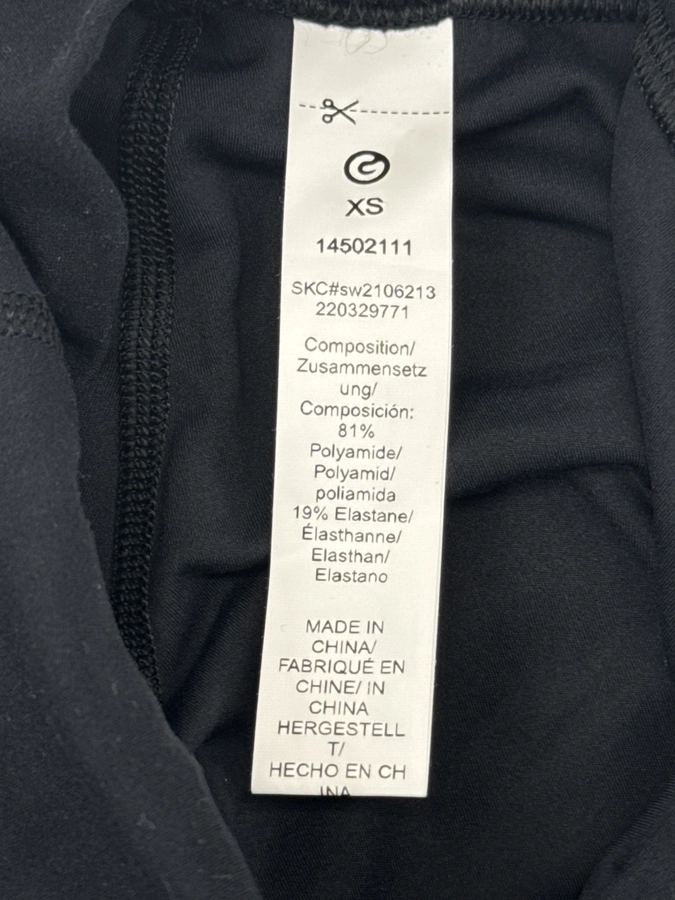 XS
14502111
SKC#sw2106213
220329771
Composition/
Zusammensetz
ung/
Composición:
81%
Polyamide/
Polyamid/
poliamida
19% Elastane/
Élasthanne/
Elasthan/
Elastano
MADE IN
CHINA/
FABRIQUÉ EN
CHINE/ IN
CHINA
HERGESTELL
T/
HECHO EN CH
INA